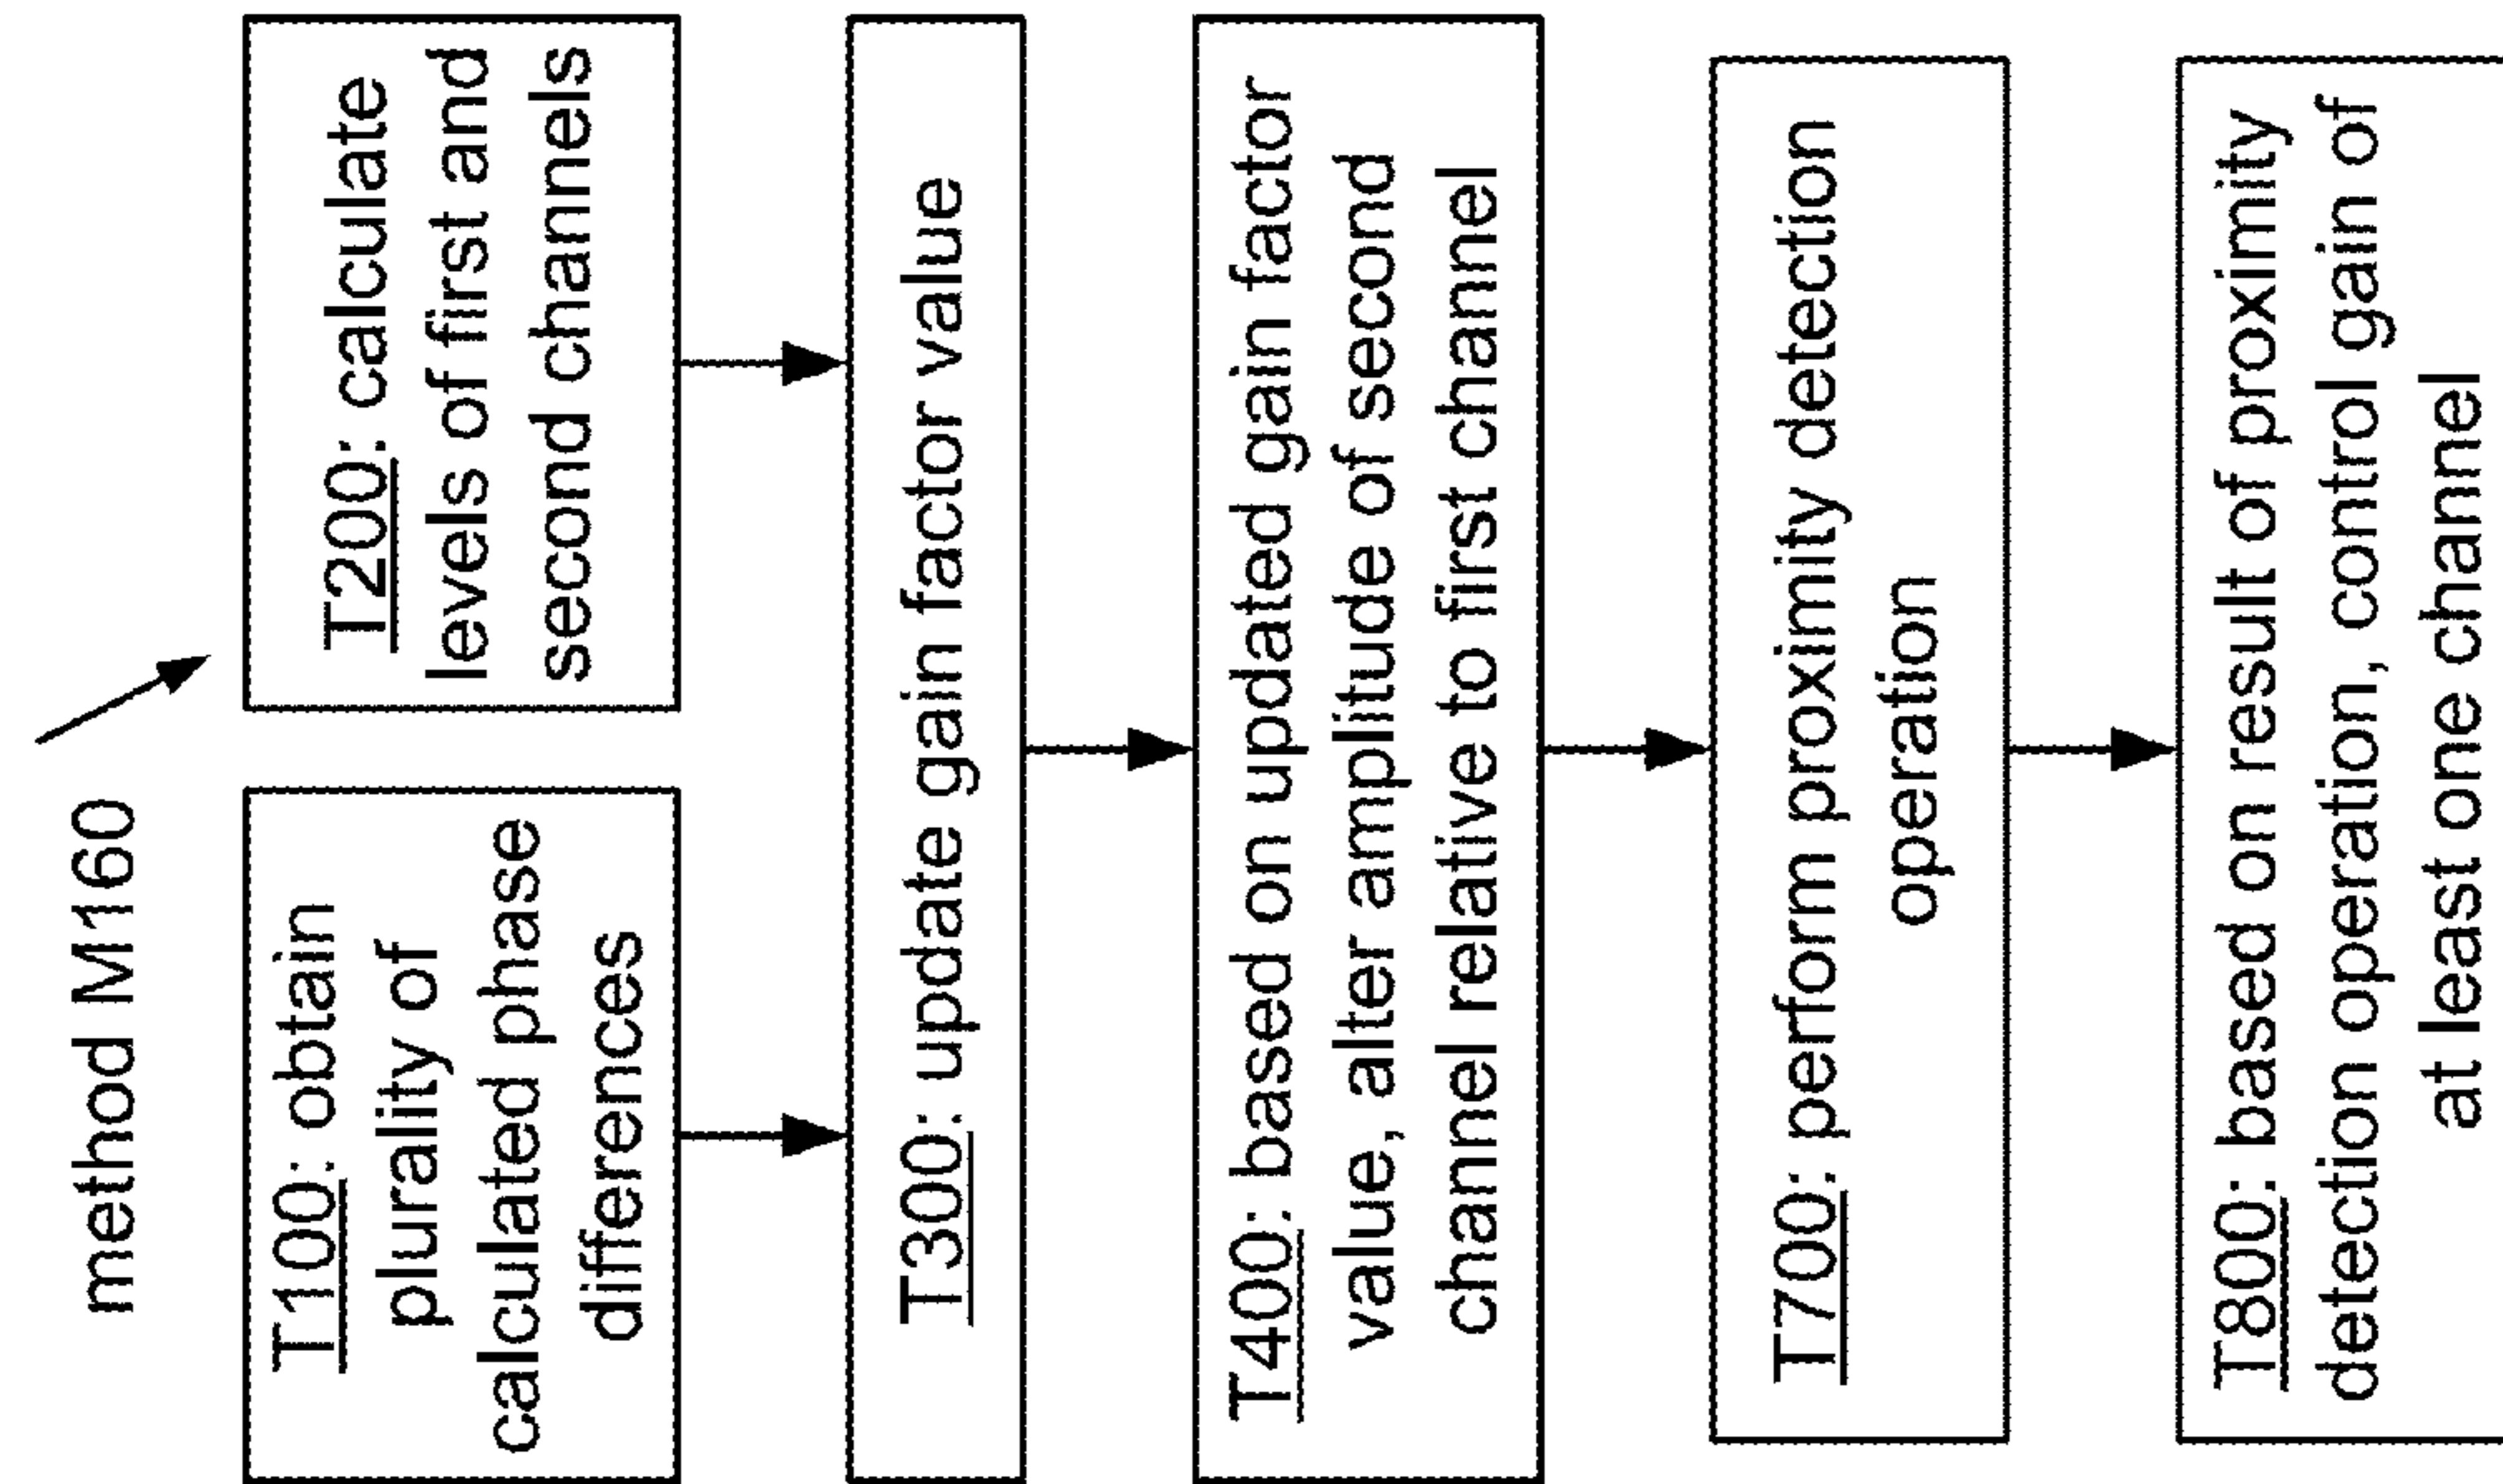 method M160
T100: obtain
plurality of
calculated phase
differences
T200: calculate
levels of first and
second channels
T300: update gain factor value
T400: based on updated gain factor
value, alter amplitude of second
channel relative to first channel
T700: perform proximity detection
operation
T800: based on result of proximity
detection operation, control gain of
at least one channel